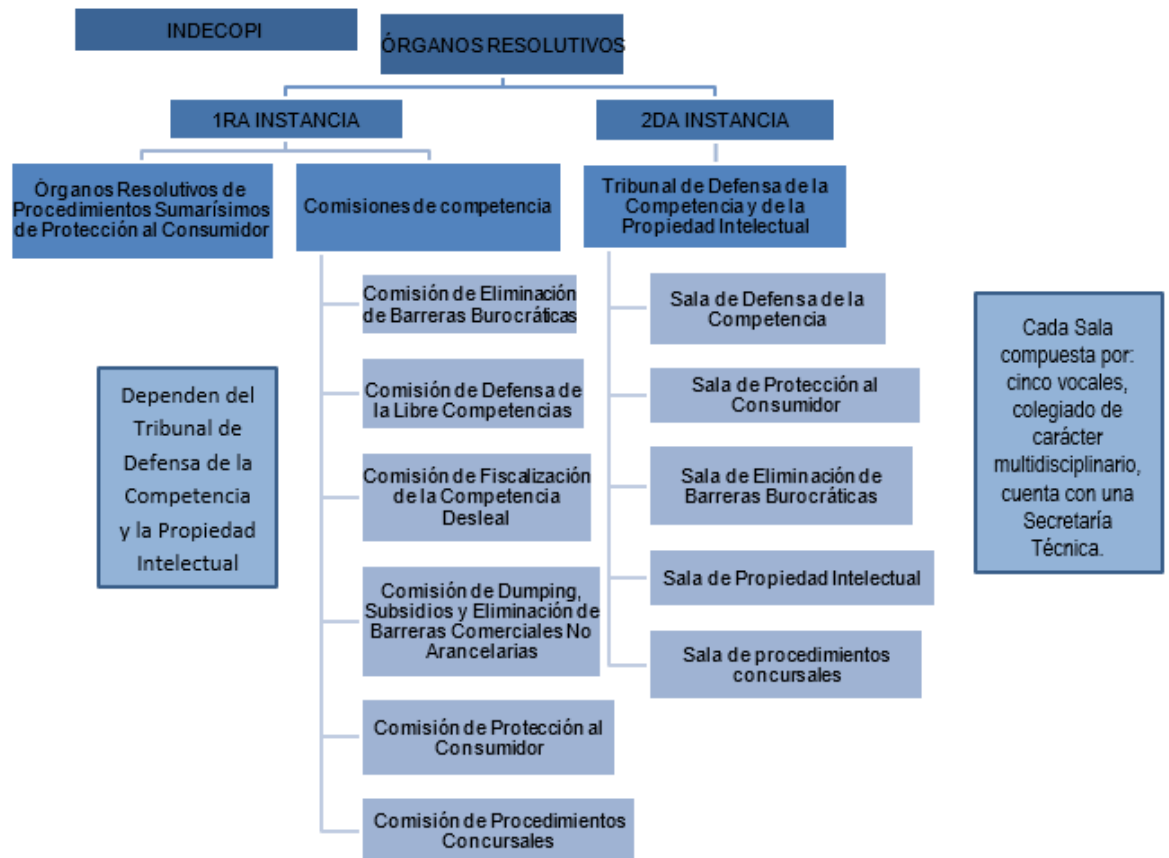 INDECOPI
ÓRGANOS RESOLUTIVOS
1RA INSTANCIA
2DA INSTANCIA
Órganos Resolutivos de
Procedimientos Sumarísimos
de Protección al Consumidor
Comisiones de competencia
Tribunal de Defensa de la
Competencia y de la
Propiedad Intelectual
Comisión de Eliminación
de Barreras Burocráticas
Comisión de Defensa de
la Libre Competencias
Comisión de Fiscalización
de la Competencia
Desleal
Comisión de Dumping,
Subsidios y Eliminación de
Barreras Comerciales No
Arancelarias
Comisión de Protección al
Consumidor
Comisión de Procedimientos
Concursales
Sala de Defensa de la
Competencia
Sala de Protección al
Consumidor
Sala de Eliminación de
Barreras Burocráticas
Sala de Propiedad Intelectual
Sala de procedimientos
concursales
Dependen del
Tribunal de
Defensa de la
Competencia
y la Propiedad
Intelectual
Cada Sala
compuesta por:
cinco vocales,
colegiado de
carácter
multidisciplinario,
cuenta con una
Secretaría
Técnica.